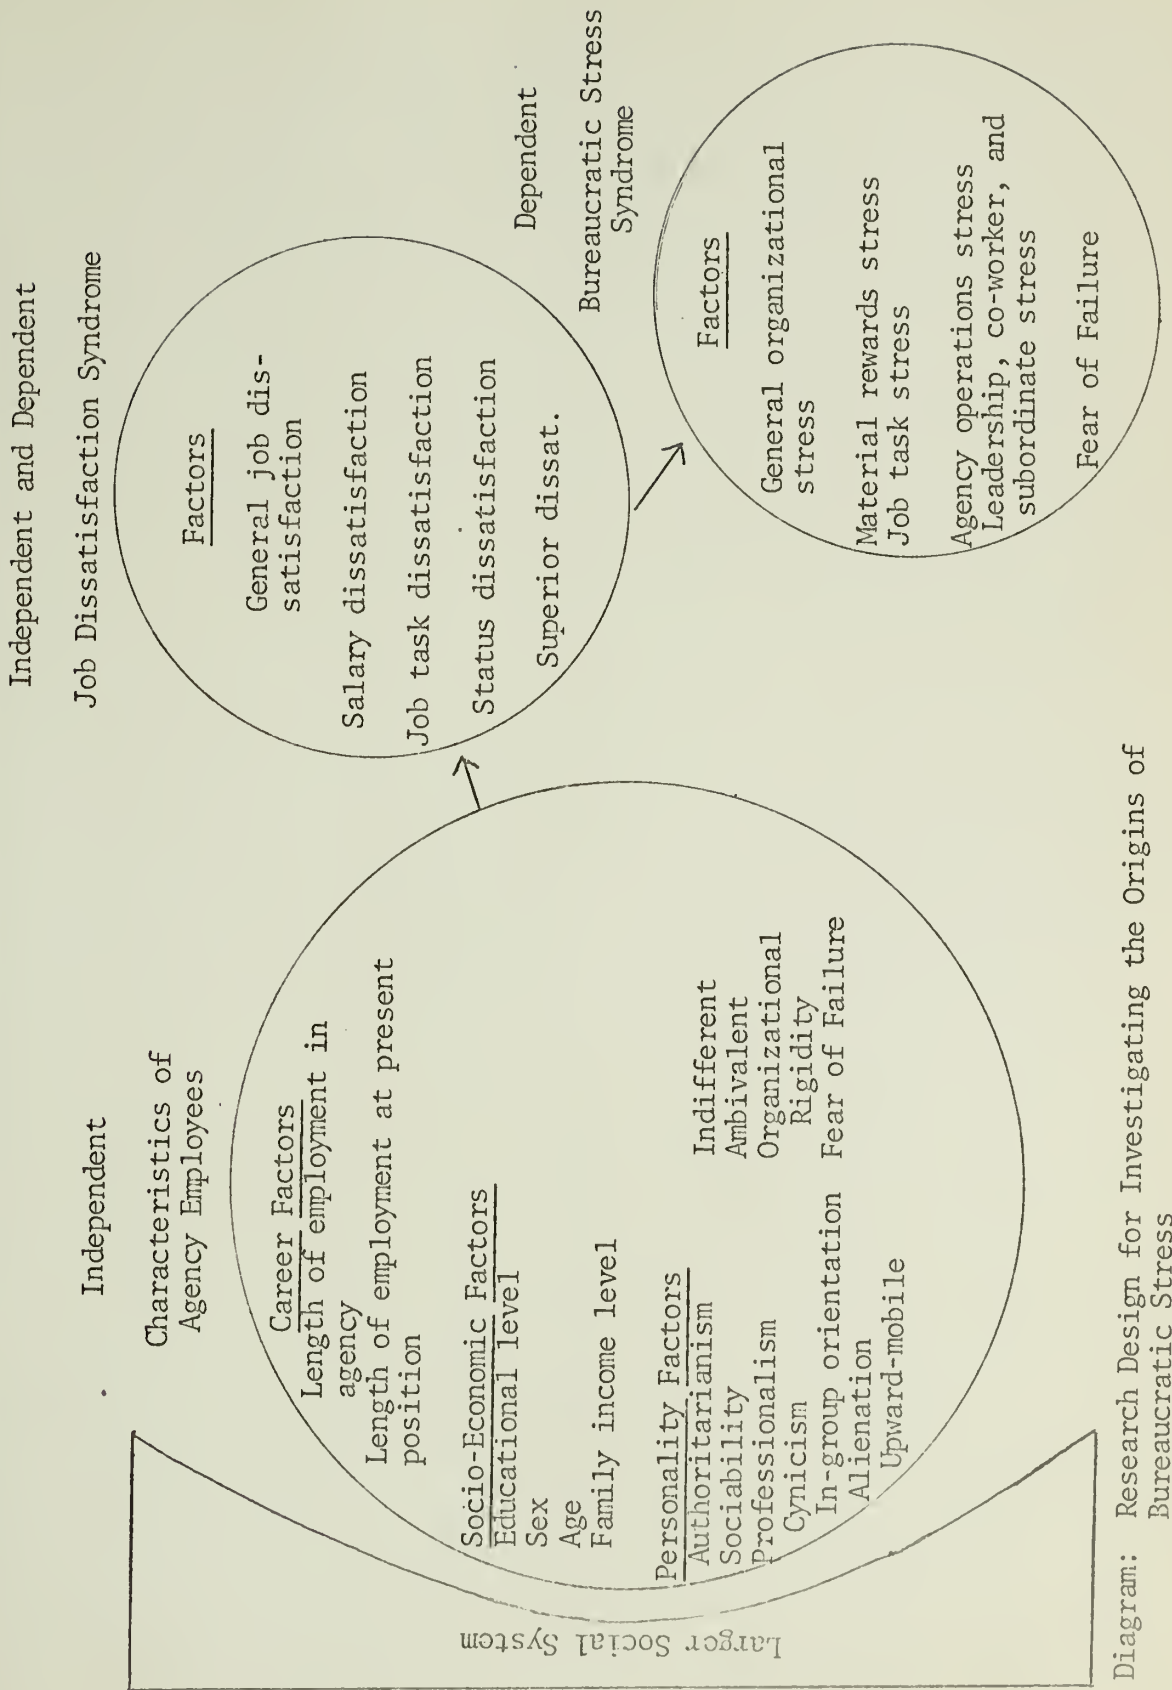 Independent
Characteristics of
Agency Employees
Career Factors
Length of employment in
agency
Length of employment at present
position
Socio-Economic Factors
Educational level
Sex
Age
Family income level
Personality Factors
Authoritarianism
Sociability
Professionalism
Cynicism
In-group orientation
Alienation
Upward-mobile
Indifferent
Ambivalent
Organizational
Rigidity
Fear of Failure
Larger Social System
Independent and Dependent
Job Dissatisfaction Syndrome
Factors
General job dis-
satisfaction
Salary dissatisfaction
Job task dissatisfaction
Status dissatisfaction
Superior dissat.
Dependent
Bureaucratic Stress
Syndrome
Factors
General organizational
stress
Material rewards stress
Job task stress
Agency operations stress
Leadership, co-worker, and
subordinate stress
Fear of Failure
Diagram: Research Design for Investigating the Origins of
Bureaucratic Stress